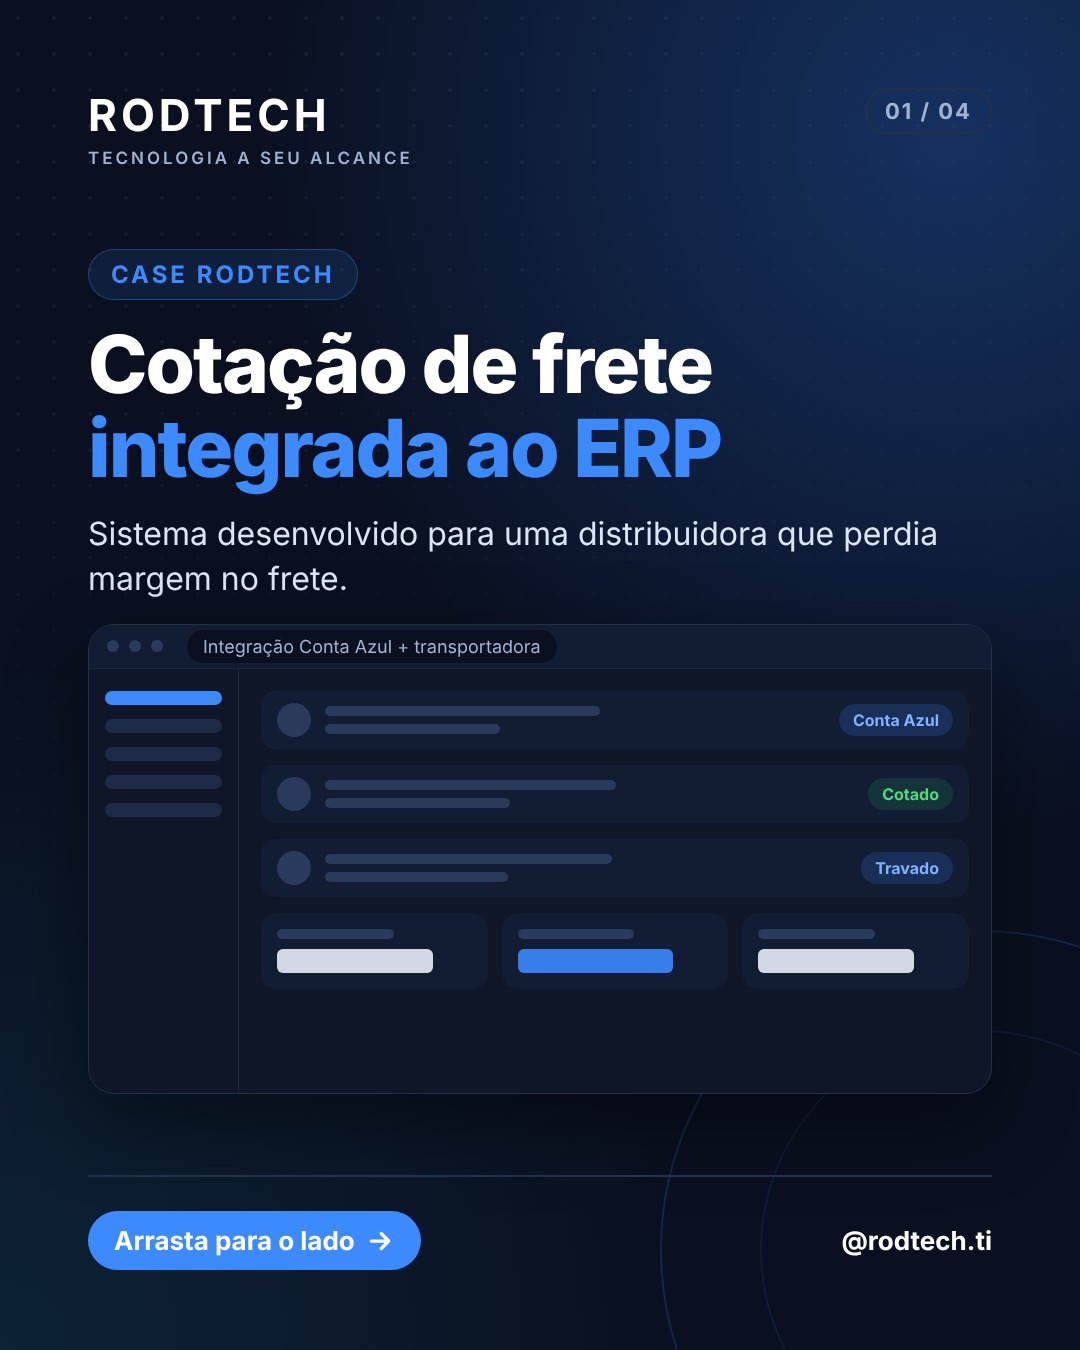 RODTECH
TECNOLOGIA A SEU ALCANCE
01 / 04
CASE RODTECH
Cotação de frete
integrada ao ERP
Sistema desenvolvido para uma distribuidora que perdia
margem no frete.
Integração Conta Azul + transportadora
Conta Azul
Cotado
Travado
Arrasta para o lado →
@rodtech.ti